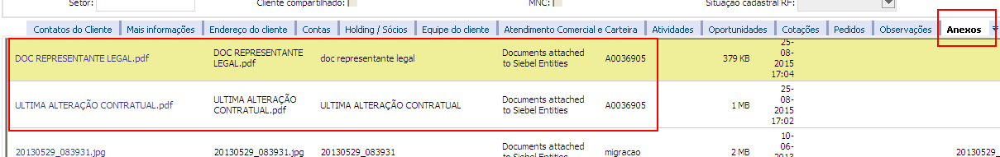 Setor: Cliente compartilhado: MNC: Situação cadastral RF:
Contatos do Cliente Mais informações Endereço do cliente Contas Holding / Sócios Equipe do cliente Atendimento Comercial e Carteira Atividades Oportunidades Cotações Pedidos Observações Anexos
DOC REPRESENTANTE LEGAL.pdf
DOC REPRESENTANTE
LEGAL.pdf
doc representante legal
Documents attached
to Siebel Entities
A0036905
379 KB
25-
08-
2015
17:04
ULTIMA ALTERAÇÃO CONTRATUAL.pdf
ULTIMA ALTERAÇÃO
CONTRATUAL.pdf
ULTIMA ALTERAÇÃO CONTRATUAL
Documents attached
to Siebel Entities
A0036905
1 MB
25-
08-
2015
17:02
20130529_083931.jpg
20130529_083931.jpg
20130529_083931
Documents attached
to Siebel Entities
migracao
2 MB
10-
06-
2013
20130529_